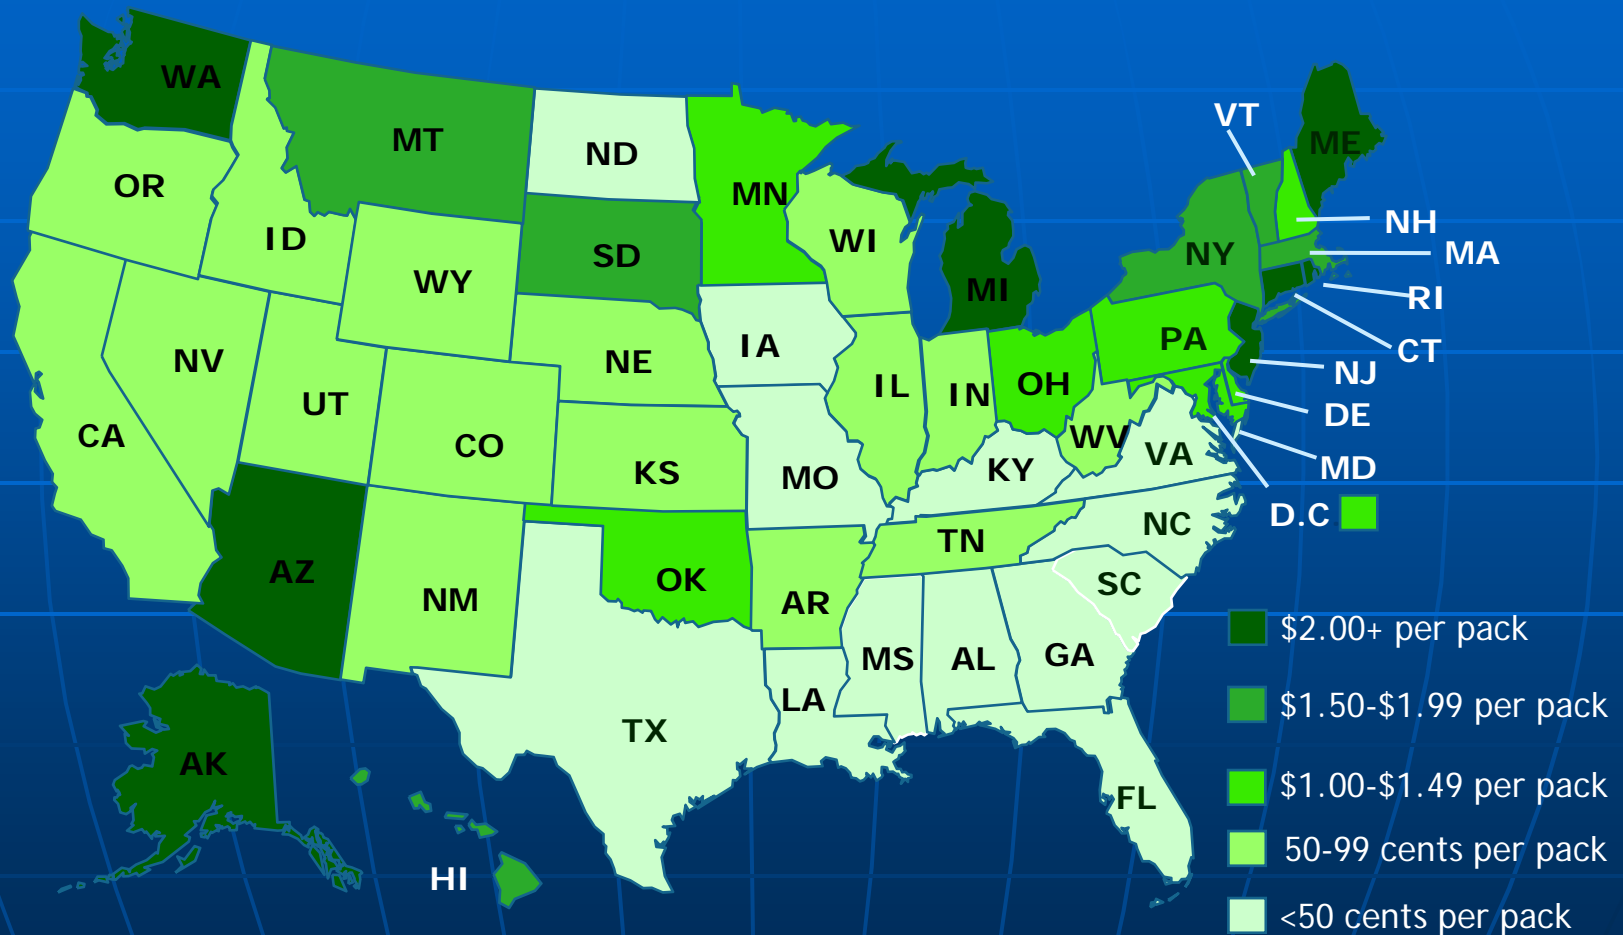 WA
MT
ND
MN
VT
ME
OR
ID
WY
SD
WI
MI
NY
NH
MA
RI
CT
NV
UT
CA
CO
NE
IA
IL
IN
OH
PA
NJ
DE
MD
D.C
KS
MO
KY
WV
VA
AZ
NM
OK
AR
TN
NC
SC
TX
LA
MS
AL
GA
FL
AK
HI
$2.00+ per pack
$1.50-$1.99 per pack
$1.00-$1.49 per pack
50-99 cents per pack
<50 cents per pack